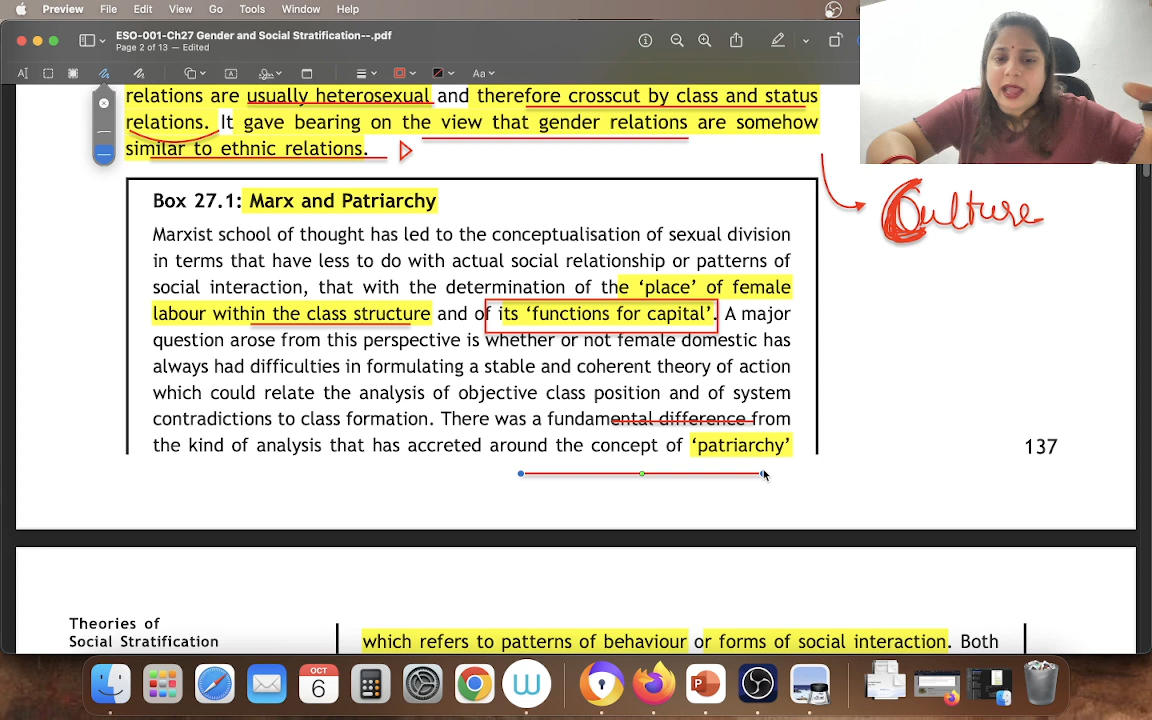 Preview File Edit View Go Tools Window Help
ESO-001-Ch27 Gender and Social Stratification--.pdf
Page 2 of 13 — Edited
Aa
relations are usually heterosexual and therefore crosscut by class and status
relations. It gave bearing on the view that gender relations are somehow
similar to ethnic relations.
Culture
Box 27.1: Marx and Patriarchy
Marxist school of thought has led to the conceptualisation of sexual division
in terms that have less to do with actual social relationship or patterns of
social interaction, that with the determination of the ‘place’ of female
labour within the class structure and of its ‘functions for capital’. A major
question arose from this perspective is whether or not female domestic has
always had difficulties in formulating a stable and coherent theory of action
which could relate the analysis of objective class position and of system
contradictions to class formation. There was a fundamental difference from
the kind of analysis that has accreted around the concept of ‘patriarchy’
137
Theories of
Social Stratification
which refers to patterns of behaviour or forms of social interaction. Both
OCT
6
W
P